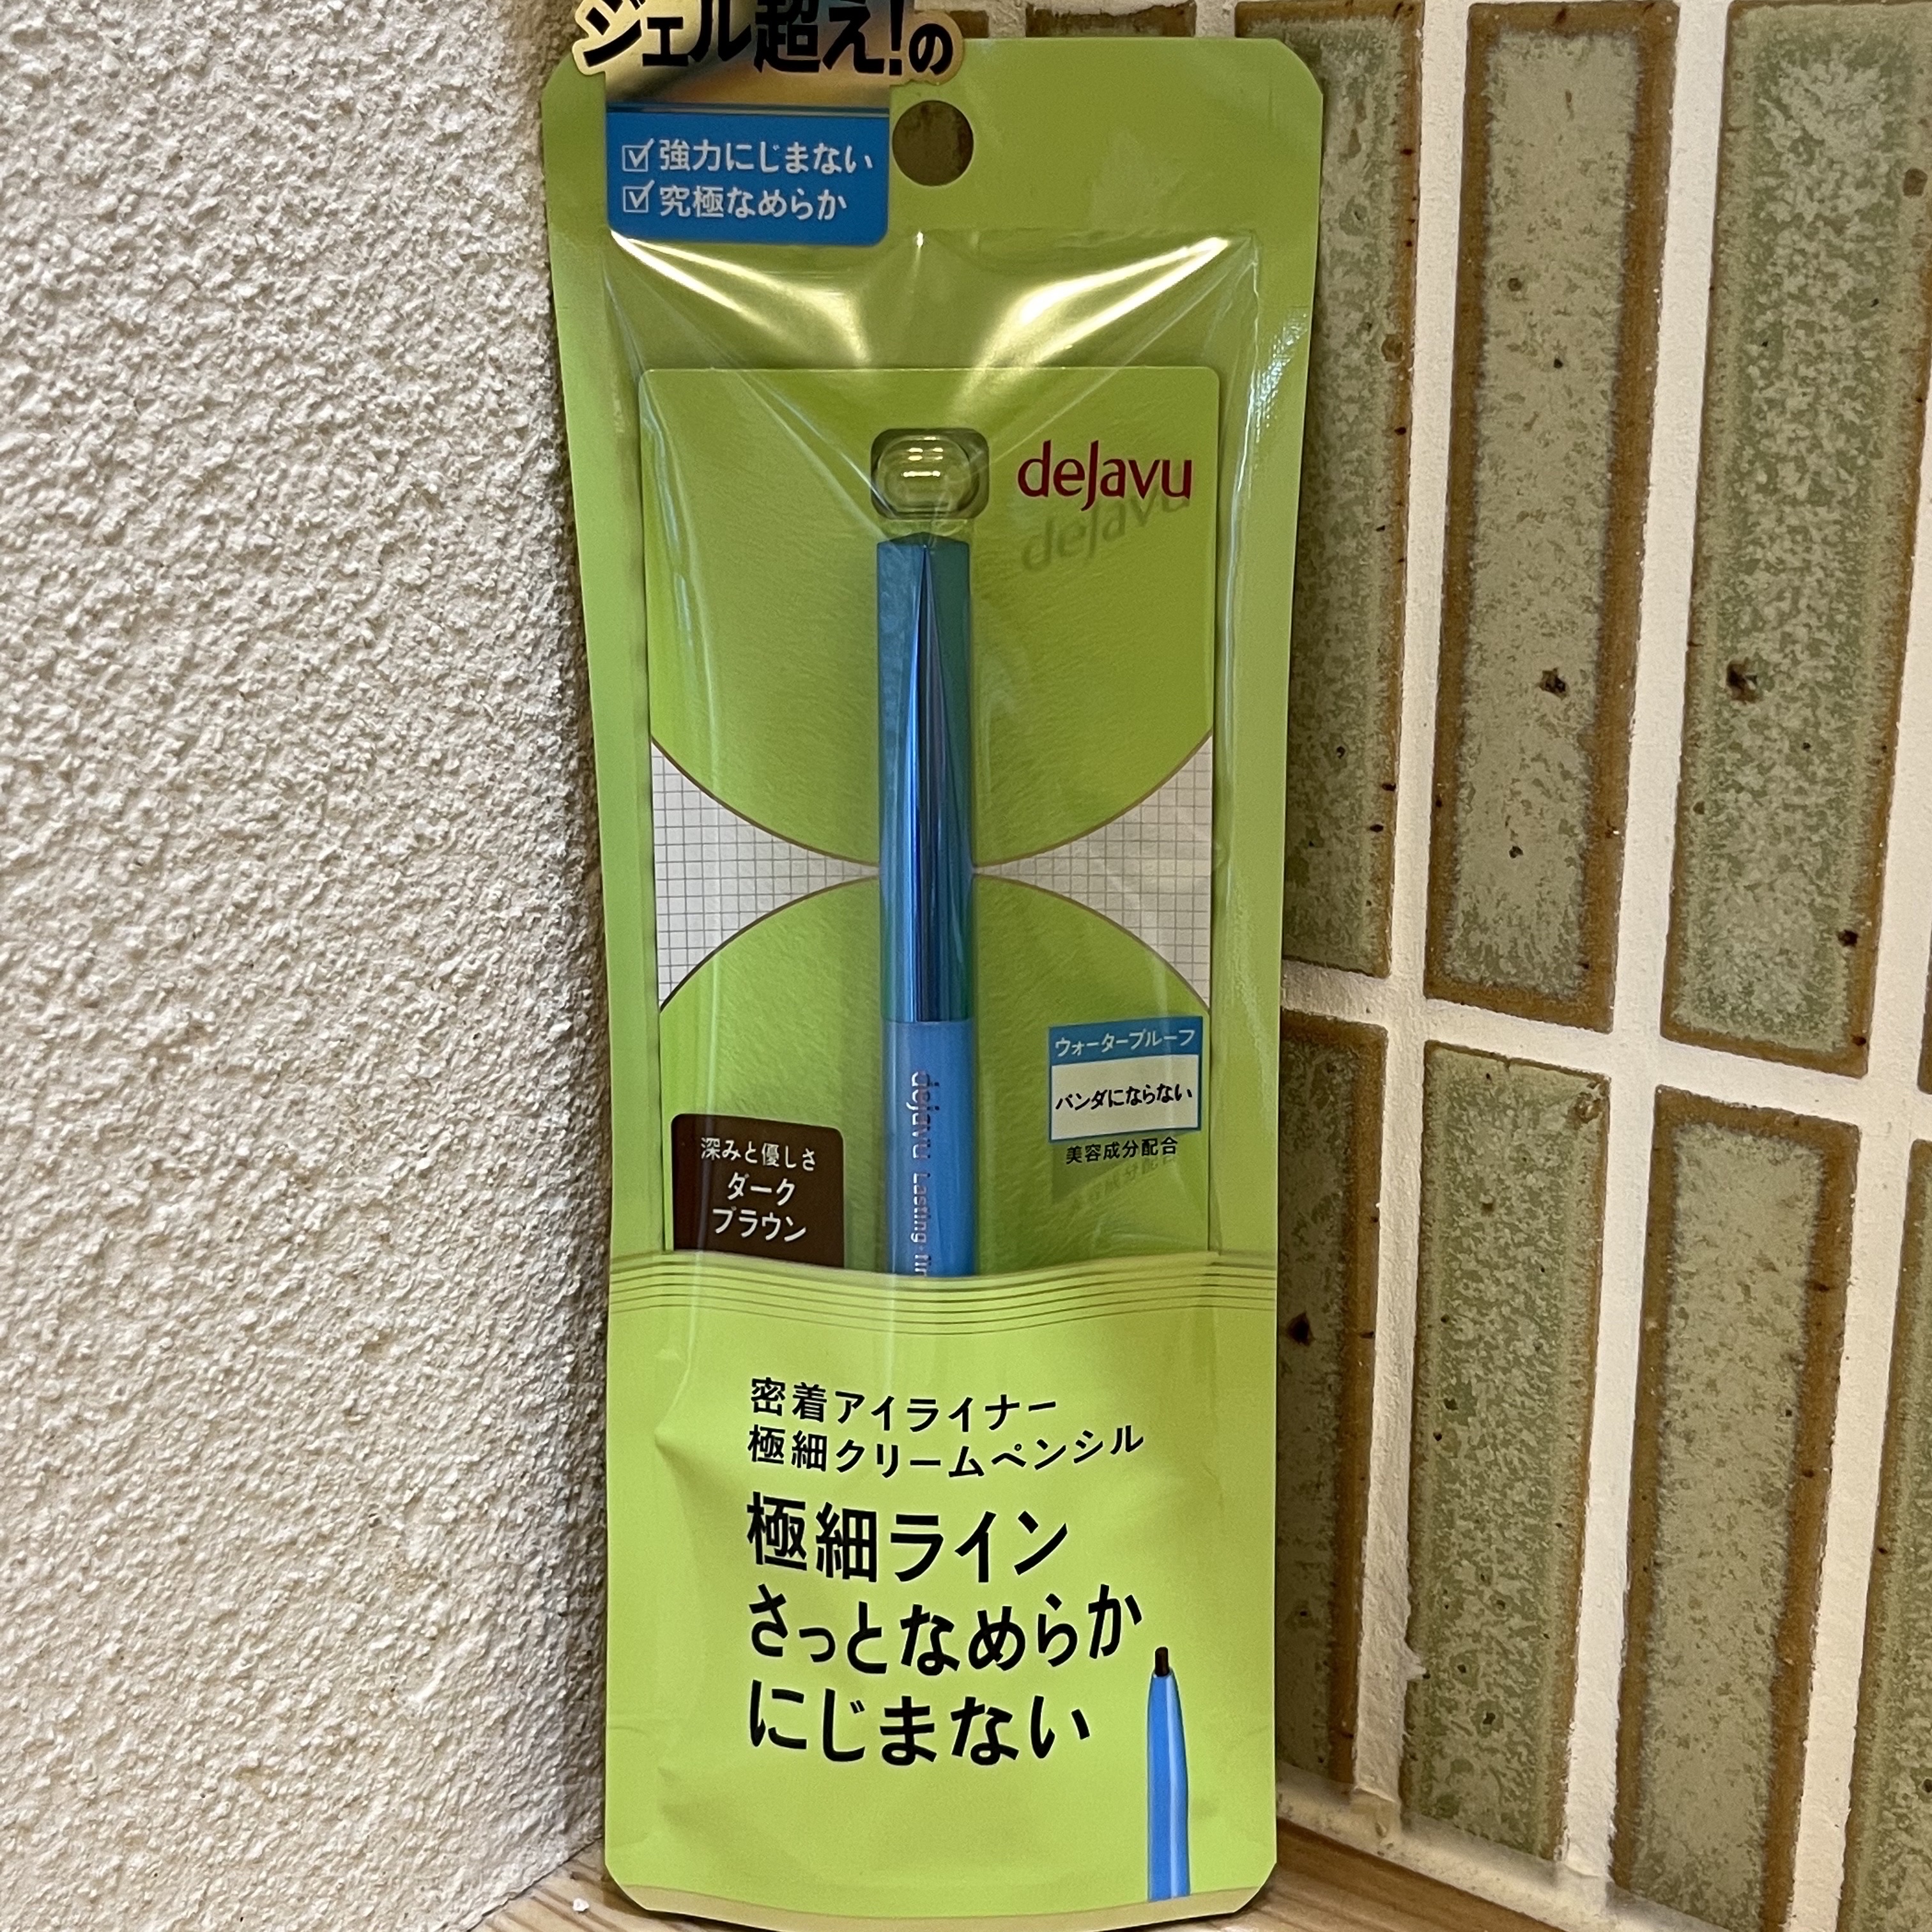 ジェル超え!の
強力にじまない
究極なめらか
dejavu
ウォータープルーフ
パンダにならない
美容成分配合
深みと優しさ
ダーク
ブラウン
dejavu Lasting-
密着アイライナー
極細クリームペンシル
極細ライン
さっとなめらか
にじまない